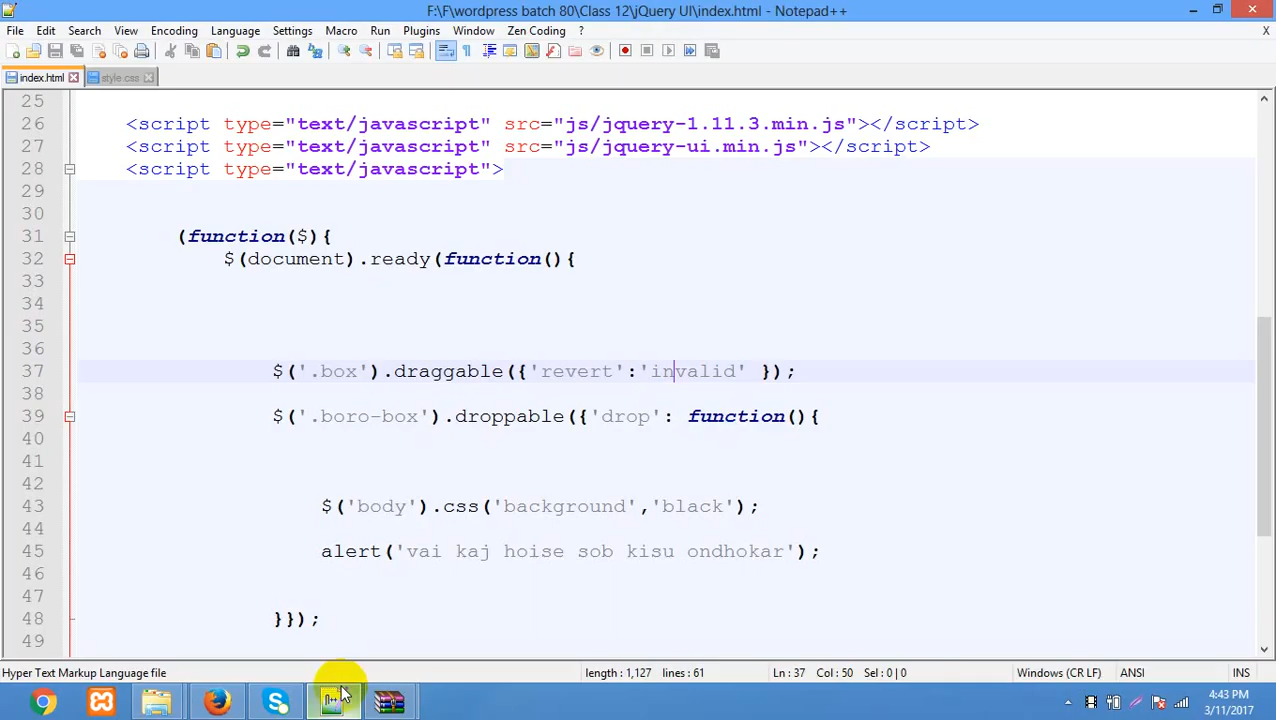 F:\F\wordpress batch 80\Class 12\jQuery UI\index.html - Notepad++
File Edit Search View Encoding Language Settings Macro Run Plugins Window Zen Coding ? X
index.html style.css
25
26 <script type="text/javascript" src="js/jquery-1.11.3.min.js"></script>
27 <script type="text/javascript" src="js/jquery-ui.min.js"></script>
28 <script type="text/javascript">
29
30
31 (function($){
32 $(document).ready(function(){
33
34
35
36
37 $('.box').draggable({'revert':'invalid' });
38
39 $('.boro-box').droppable({'drop': function(){
40
41
42
43 $('body').css('background','black');
44
45 alert('vai kaj hoise sob kisu ondhokar');
46
47
48 }});
49
Hyper Text Markup Language file length : 1,127 lines : 61 Ln : 37 Col : 50 Sel : 0 | 0 Windows (CR LF) ANSI INS
4:43 PM
3/11/2017